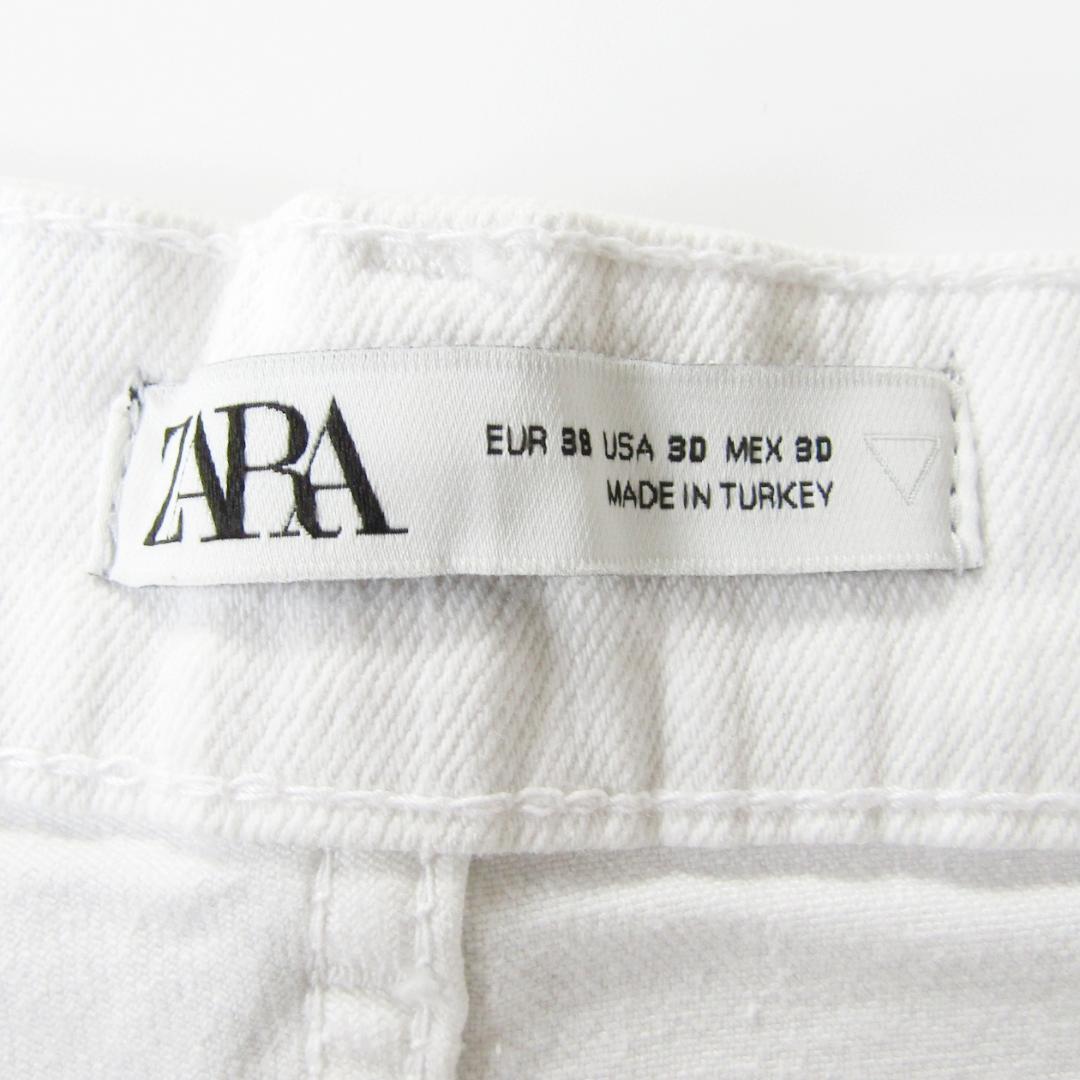 ZARA
EUR 38 USA 30 MEX 30
MADE IN TURKEY